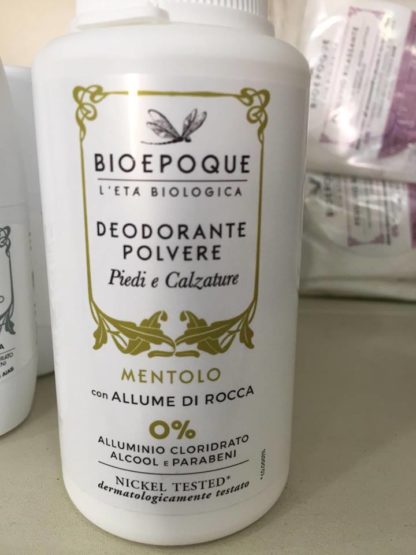 BIOEPOQUE
L'ETA BIOLOGICA
DEODORANTE
POLVERE
Piedi e Calzature
MENTOLO
con ALLUME DI ROCCA
0%
ALLUMINIO CLORIDRATO
ALCOOL e PARABENI
NICKEL TESTED*
dermatologicamente testato
BIOEPOQUE